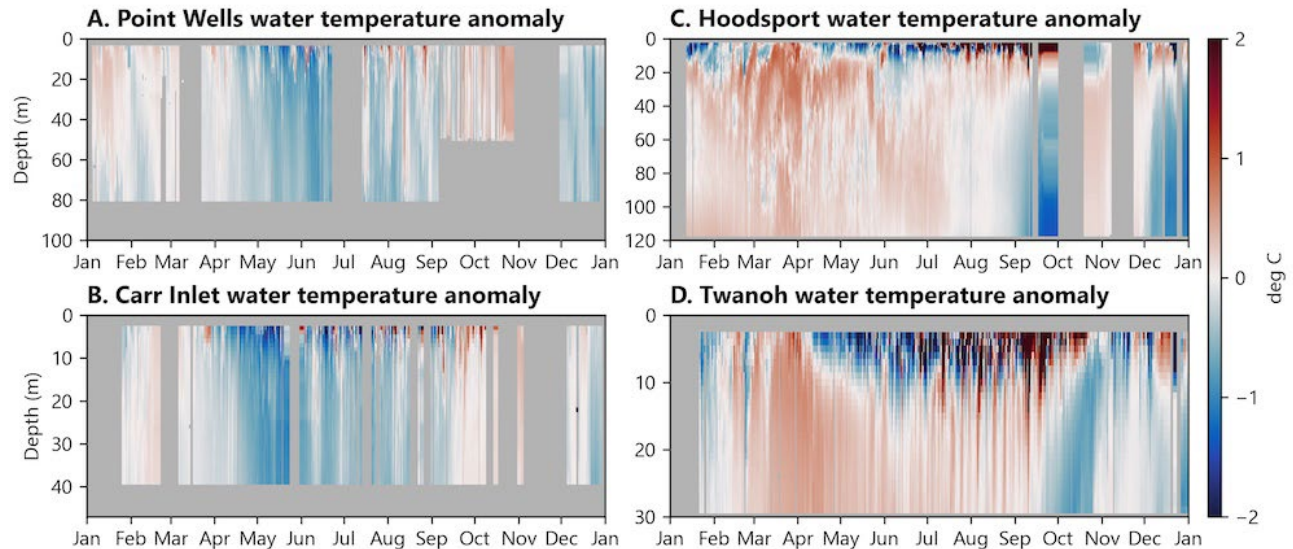 A. Point Wells water temperature anomaly
Depth (m)
0
20
40
60
80
100
Jan Feb Mar Apr May Jun Jul Aug Sep Oct Nov Dec Jan
B. Carr Inlet water temperature anomaly
Depth (m)
0
10
20
30
40
Jan Feb Mar Apr May Jun Jul Aug Sep Oct Nov Dec Jan
C. Hoodsport water temperature anomaly
0
20
40
60
80
100
120
Jan Feb Mar Apr May Jun Jul Aug Sep Oct Nov Dec Jan
D. Twanoh water temperature anomaly
0
10
20
30
Jan Feb Mar Apr May Jun Jul Aug Sep Oct Nov Dec Jan
2
1
0
−1
−2
deg C